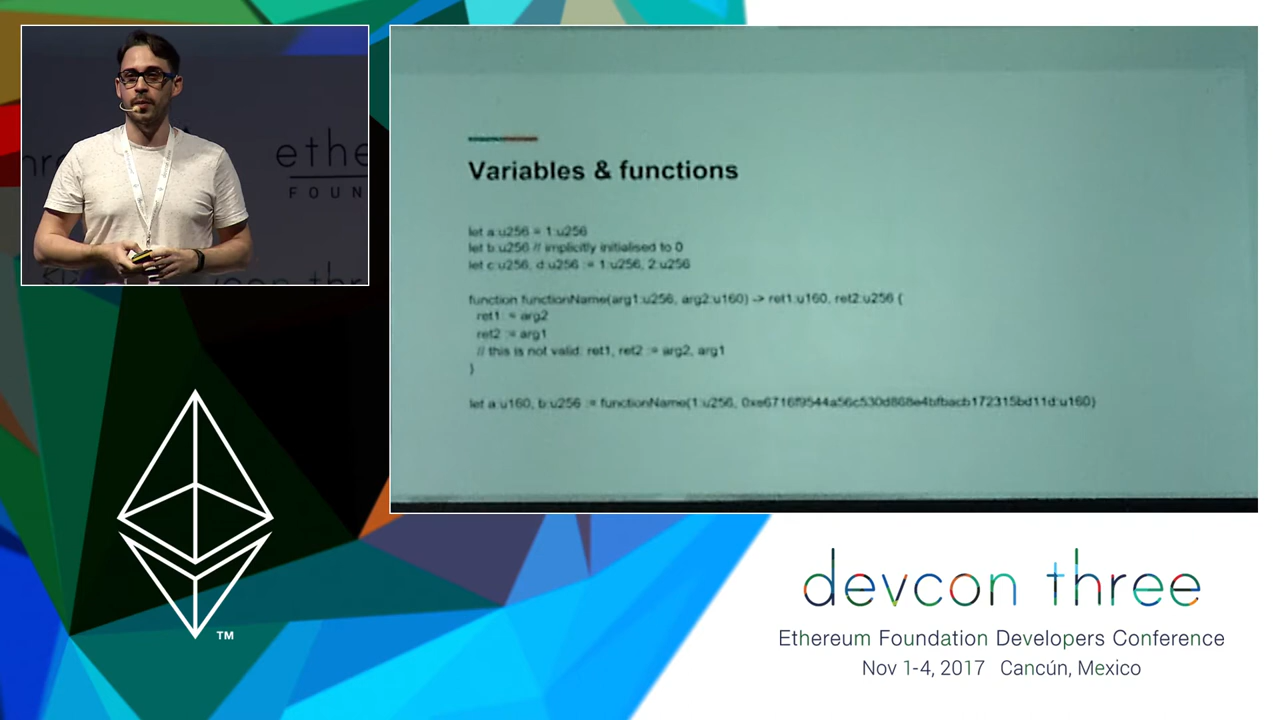 ethe
FOUN
Variables & functions
let a:u256 = 1:u256
let b:u256 // implicitly initialised to 0
let c:u256, d:u256 := 1:u256, 2:u256
function functionName(arg1:u256, arg2:u160) -> ret1:u160, ret2:u256 {
ret1 := arg2
ret2 := arg1
// this is not valid: ret1, ret2 := arg2, arg1
}
let a:u160, b:u256 := functionName(1:u256,
TM
devcon three
Ethereum Foundation Developers Conference
Nov 1-4, 2017 Cancún, Mexico